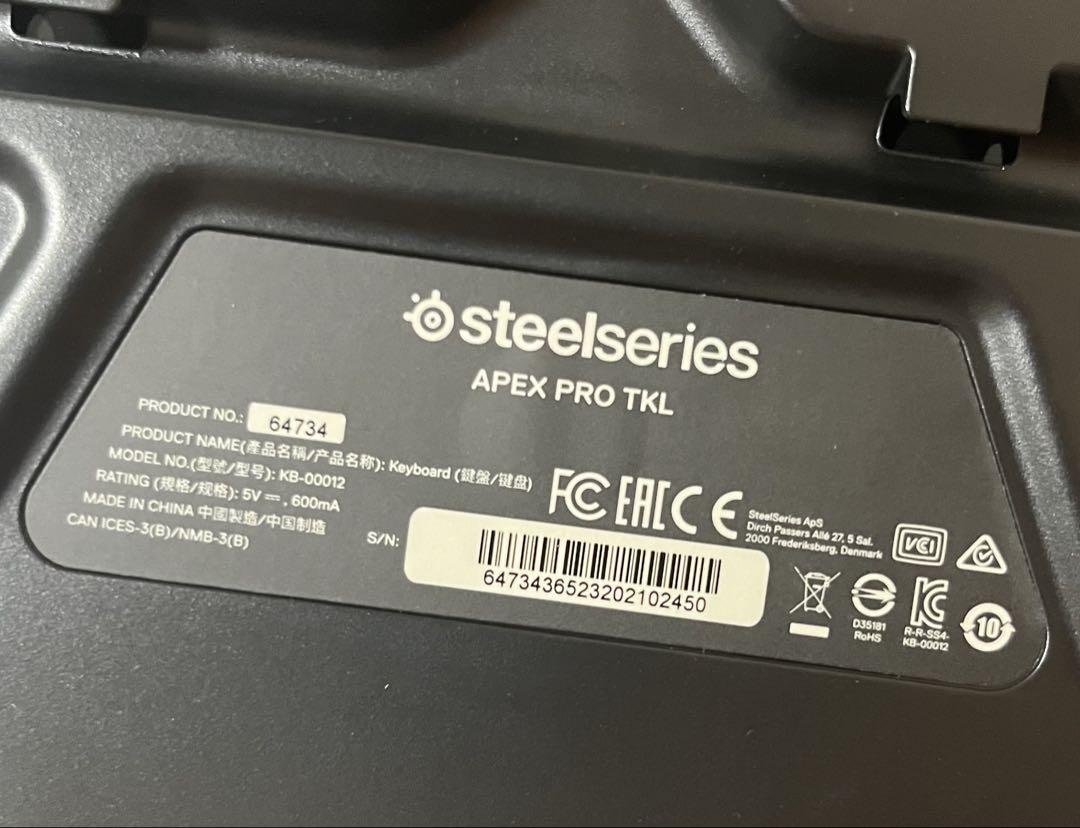 steelseries
APEX PRO TKL
PRODUCT NO.: 64734
PRODUCT NAME(產品名稱/产品名称): Keyboard (鍵盤/键盘)
MODEL NO.(型號/型号): KB-00012
RATING (規格/规格): 5V⎓, 600mA
MADE IN CHINA 中國製造/中国制造
CAN ICES-3(B)/NMB-3(B)
S/N:
6473436523202102450
FC EAC CE
SteelSeries ApS
Dirch Passers Allé 27, 5 Sal.
2000 Frederiksberg, Denmark
VCI
D35181
RoHS
R-R-SS4-
KB-00012
10